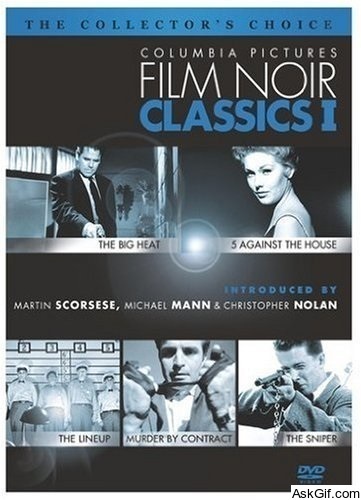 THE COLLECTOR'S CHOICE
COLUMBIA PICTURES
FILM NOIR
CLASSICS I
THE BIG HEAT
5 AGAINST THE HOUSE
INTRODUCED BY
MARTIN SCORSESE, MICHAEL MANN & CHRISTOPHER NOLAN
THE LINEUP
MURDER BY CONTRACT
THE SNIPER
DVD
VIDEO
AskGif.com